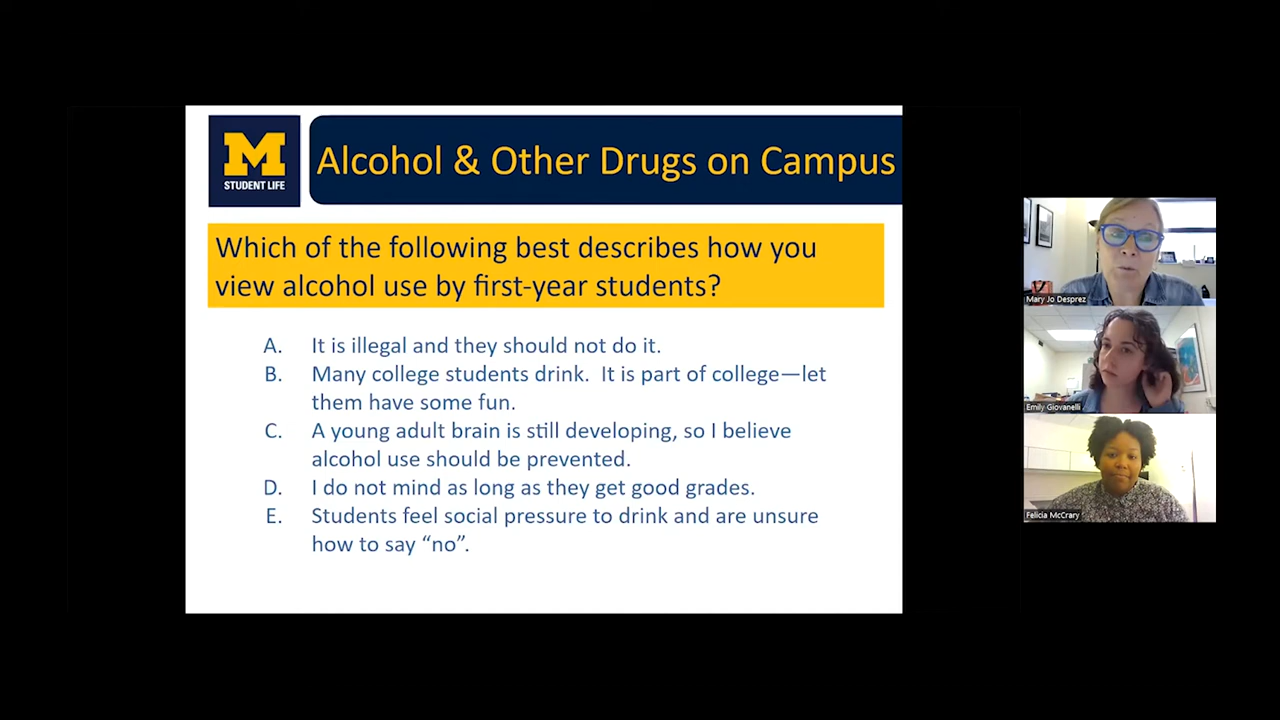 M
STUDENT LIFE
Alcohol & Other Drugs on Campus
Which of the following best describes how you
view alcohol use by first-year students?
A. It is illegal and they should not do it.
B. Many college students drink.  It is part of college—let
them have some fun.
C. A young adult brain is still developing, so I believe
alcohol use should be prevented.
D. I do not mind as long as they get good grades.
E. Students feel social pressure to drink and are unsure
how to say “no”.
Mary Jo Desprez
Emily Giovanelli
Felicia McCrary